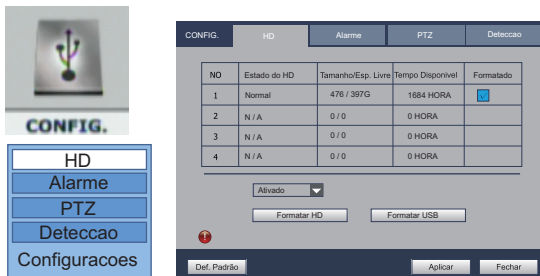 CONFIG.
HD
Alarme
PTZ
Deteccao
Configuracoes
CONFIG. HD Alarme PTZ Deteccao
NO Estado do HD Tamanho/Esp. Livre Tempo Disponivel Formatado
1 Normal 476 / 397G 1684 HORA
2 N / A 0 / 0 0 HORA
3 N / A 0 / 0 0 HORA
4 N / A 0 / 0 0 HORA
Ativado
Formatar HD Formatar USB
Def. Padrão Aplicar Fechar